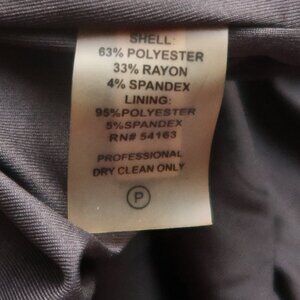 SHELL:
63% POLYESTER
33% RAYON
4% SPANDEX
LINING:
95%POLYESTER
5%SPANDEX
RN# 54163
PROFESSIONAL
DRY CLEAN ONLY
P